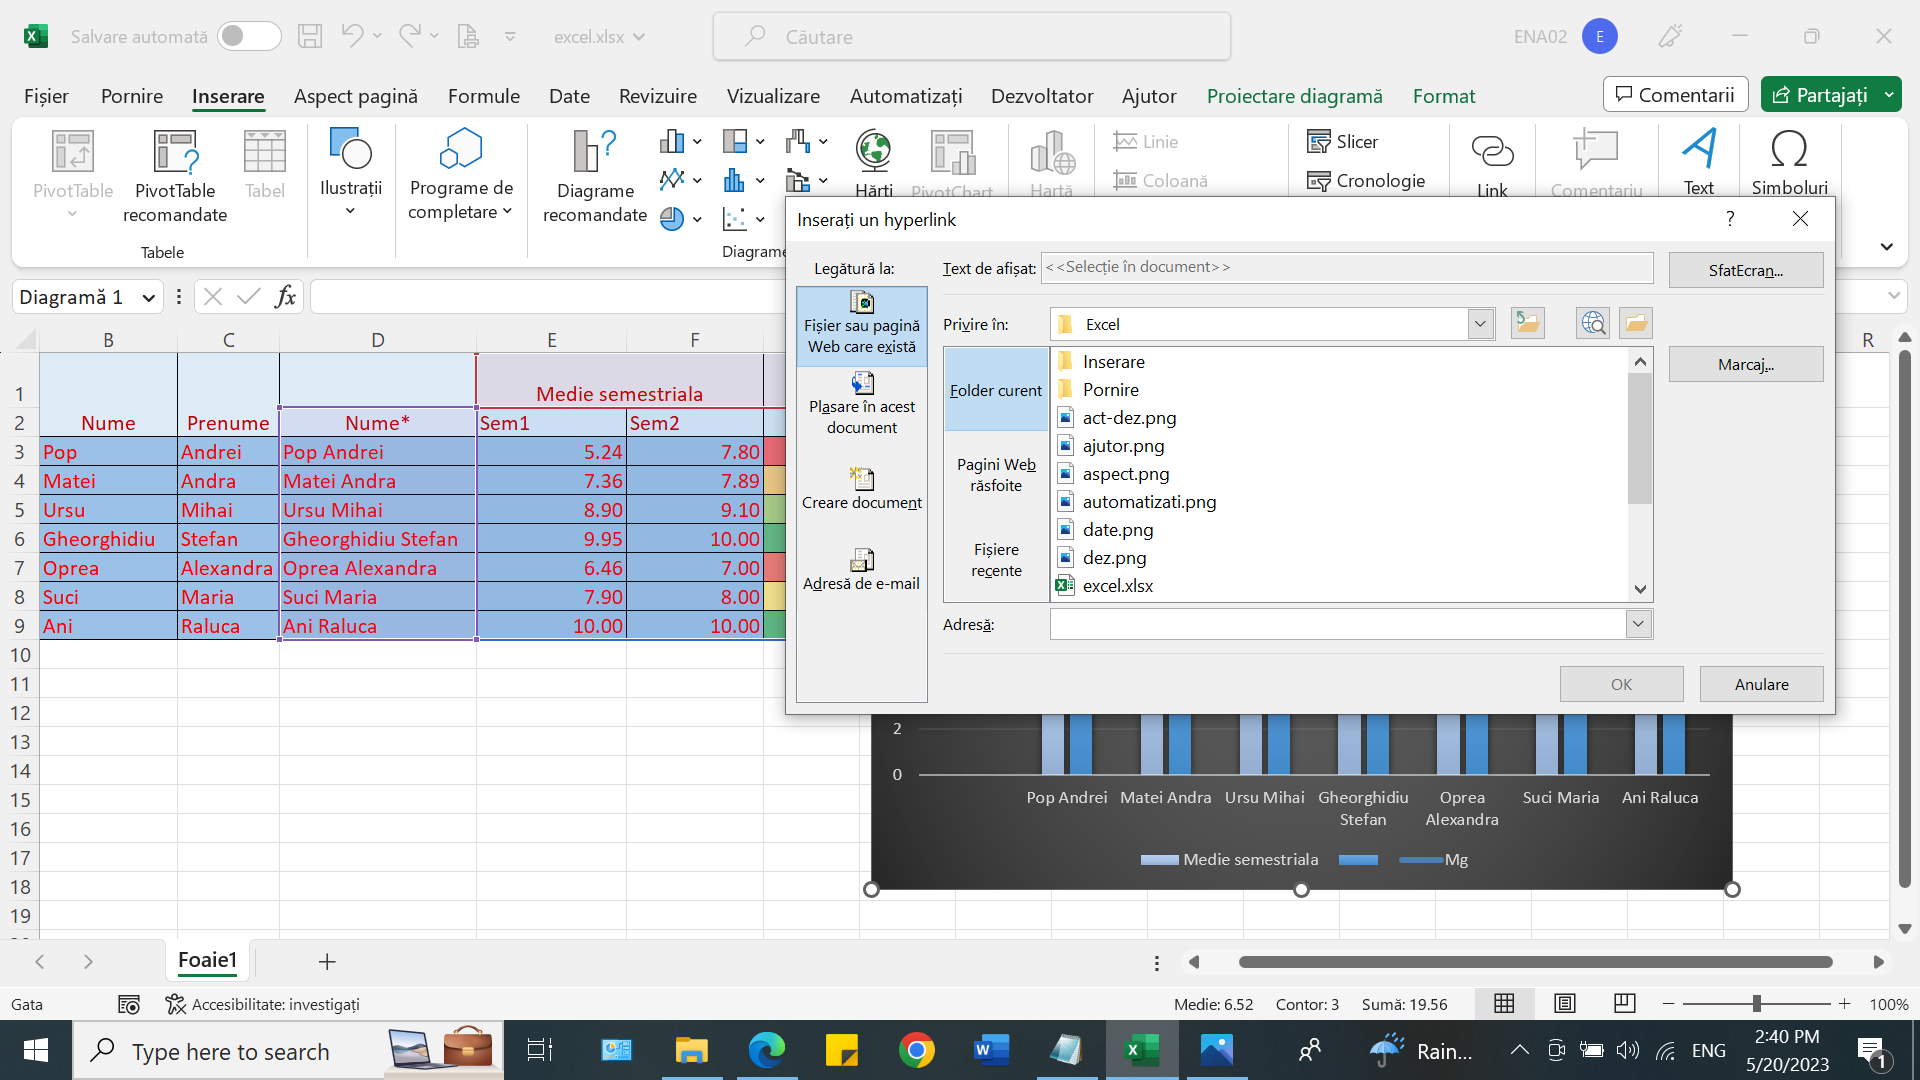 Salvare automată
excel.xlsx
Căutare
ENA02
E
Fișier
Pornire
Inserare
Aspect pagină
Formule
Date
Revizuire
Vizualizare
Automatizați
Dezvoltator
Ajutor
Proiectare diagramă
Format
Comentarii
Partajați
PivotTable
PivotTable recomandate
Tabel
Ilustrații
Programe de completare
Diagrame recomandate
Hărți
PivotChart
Hartă
Linie
Coloană
Slicer
Cronologie
Link
Comentariu
Text
Simboluri
Tabele
Diagrame
Inserați un hyperlink
?
Legătură la:
Text de afișat:
<<Selecție în document>>
SfatEcran...
Fișier sau pagină
Web care există
Plasare în acest
document
Creare document
Adresă de e-mail
Privire în:
Excel
Folder curent
Pagini Web
răsfoite
Fișiere
recente
Inserare
Pornire
act-dez.png
ajutor.png
aspect.png
automatizati.png
date.png
dez.png
excel.xlsx
Marcaj...
Adresă:
OK
Anulare
Diagramă 1
fx
B C D E F R
1 Medie semestriala
2 Nume Prenume Nume* Sem1 Sem2
3 Pop Andrei Pop Andrei 5.24 7.80
4 Matei Andra Matei Andra 7.36 7.89
5 Ursu Mihai Ursu Mihai 8.90 9.10
6 Gheorghidiu Stefan Gheorghidiu Stefan 9.95 10.00
7 Oprea Alexandra Oprea Alexandra 6.46 7.00
8 Suci Maria Suci Maria 7.90 8.00
9 Ani Raluca Ani Raluca 10.00 10.00
10
11
12
13
14
15
16
17
18
19
2
0
Pop Andrei Matei Andra Ursu Mihai Gheorghidiu Stefan Oprea Alexandra Suci Maria Ani Raluca
Medie semestriala Mg
Foaie1
Gata
Accesibilitate: investigați
Medie: 6.52 Contor: 3 Sumă: 19.56
100%
Type here to search
Rain...
ENG
2:40 PM
5/20/2023
1